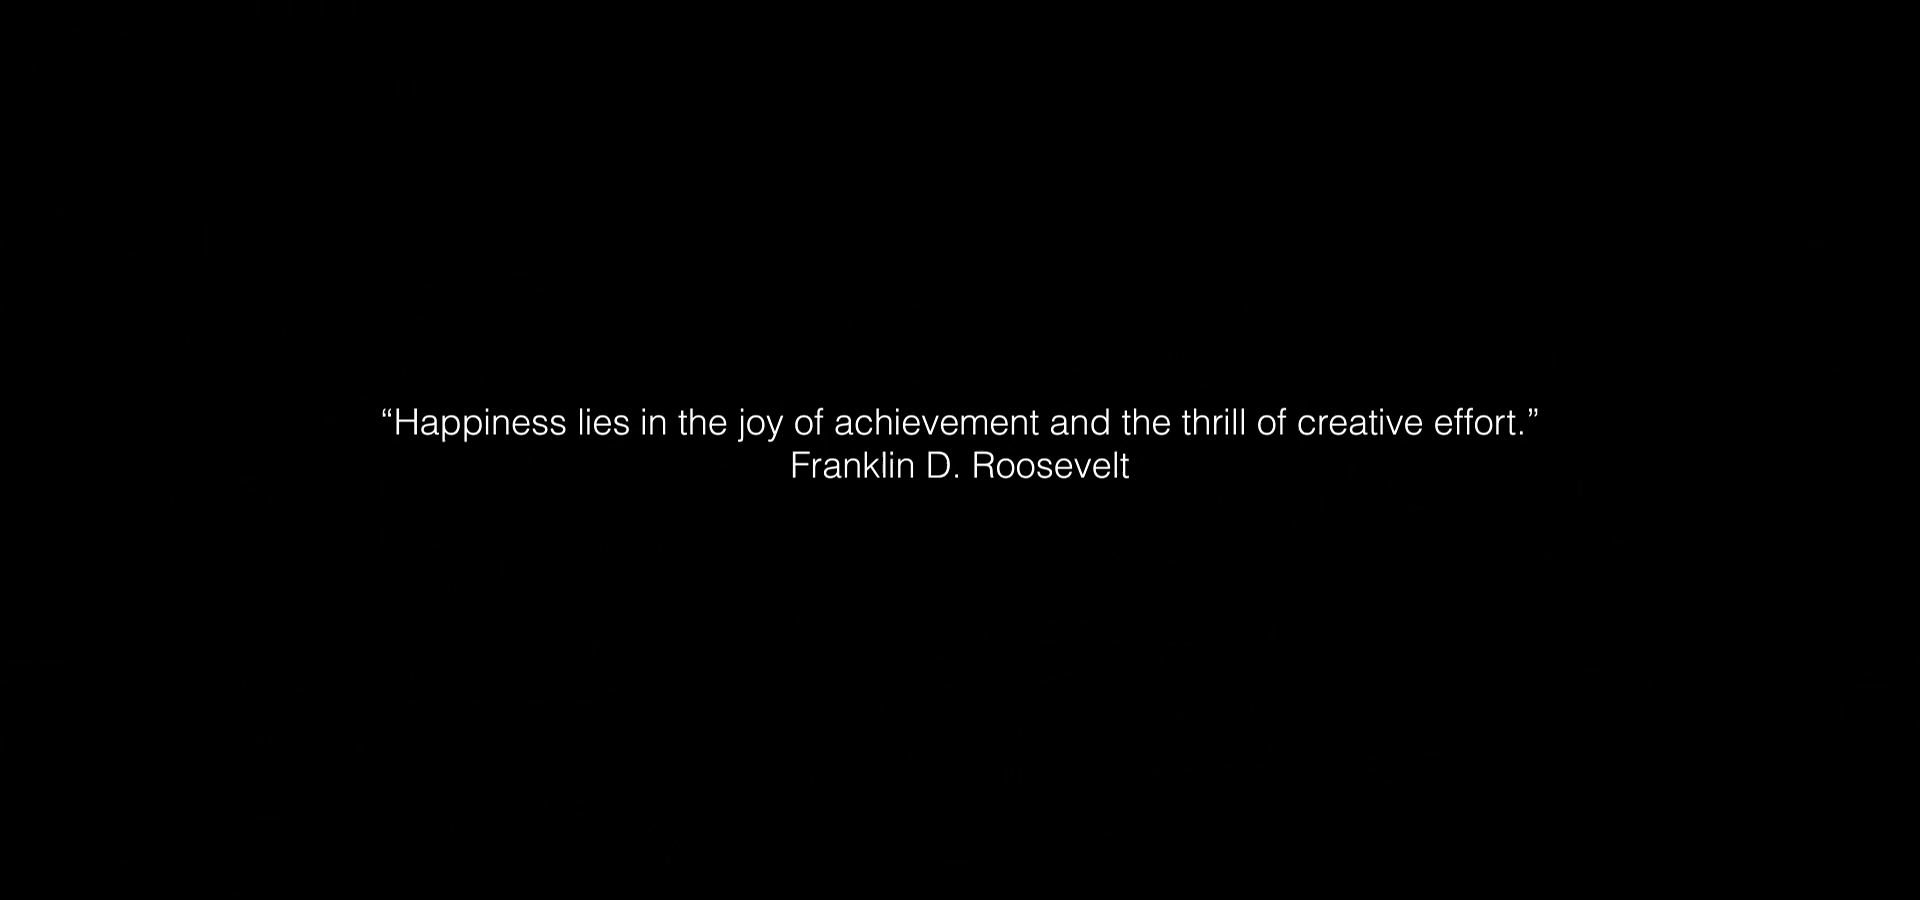 “Happiness lies in the joy of achievement and the thrill of creative effort.”
Franklin D. Roosevelt